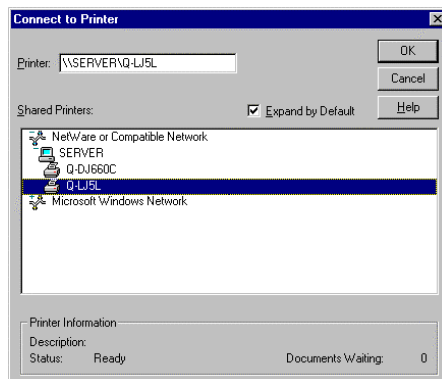 Connect to Printer
Printer: \\SERVER\Q-LJ5L
OK
Cancel
Help
Shared Printers:
Expand by Default
NetWare or Compatible Network
SERVER
Q-DJ660C
Q-LJ5L
Microsoft Windows Network
Printer Information
Description:
Status: Ready Documents Waiting: 0